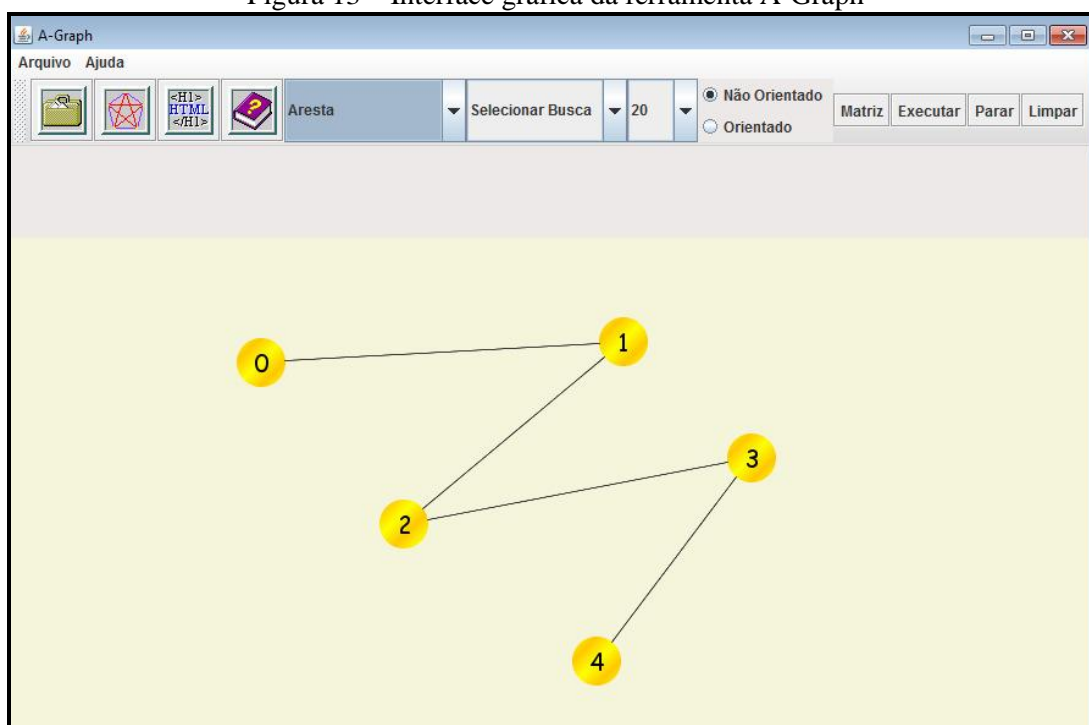 Figura 13 – Interface gráfica da ferramenta A-Graph
A-Graph
Arquivo Ajuda
<H1>
HTML
</H1>
?
Aresta
Selecionar Busca
20
Não Orientado
Orientado
Matriz Executar Parar Limpar
0
1
3
2
4